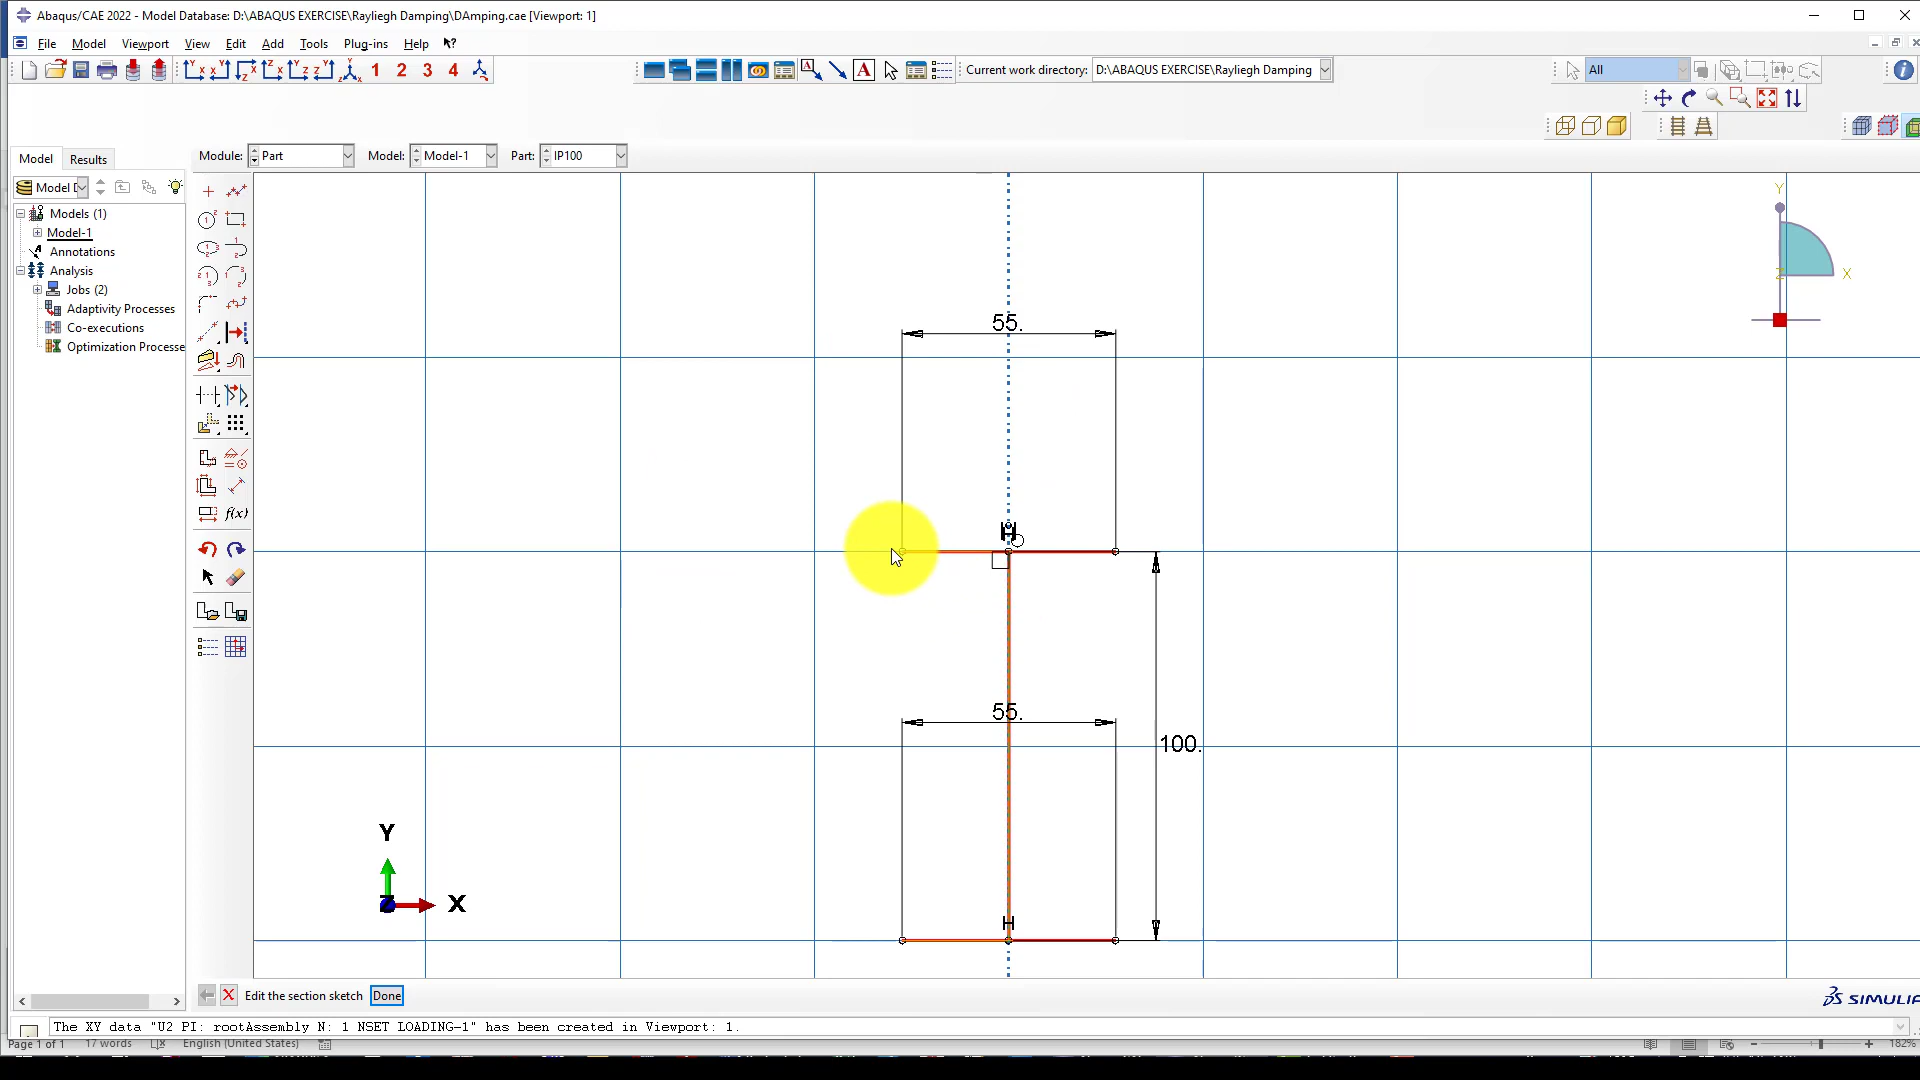 Abaqus/CAE 2022 - Model Database: D:\ABAQUS EXERCISE\Rayliegh Damping\DAmping.cae [Viewport: 1]
File Model Viewport View Edit Add Tools Plug-ins Help
1 2 3 4
Current work directory: D:\ABAQUS EXERCISE\Rayliegh Damping
All
Model Results
Module: Part Model: Model-1 Part: IP100
Model D
Models (1)
Model-1
Annotations
Analysis
Jobs (2)
Adaptivity Processes
Co-executions
Optimization Processe
55.
H
55.
100.
H
Y
X
Z
Y
Z X
Edit the section sketch Done
SIMULIA
The XY data "U2 PI: rootAssembly N: 1 NSET LOADING-1" has been created in Viewport: 1.
Page 1 of 1 17 words English (United States) 182%